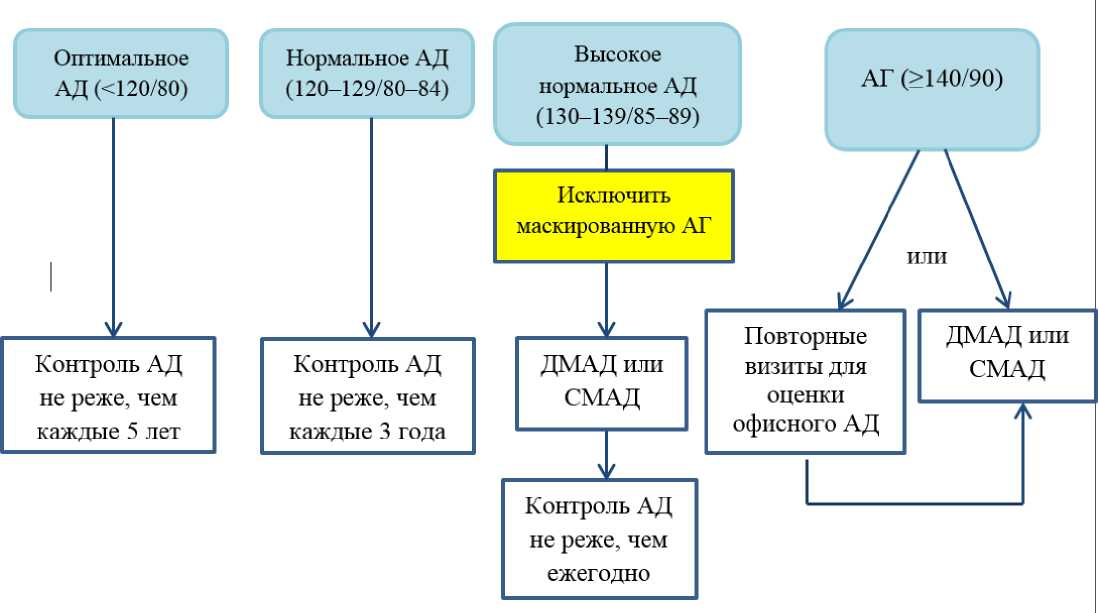 Оптимальное
АД (<120/80)
Нормальное АД
(120–129/80–84)
Высокое
нормальное АД
(130–139/85–89)
АГ (≥140/90)
Исключить
маскированную АГ
или
Контроль АД
не реже, чем
каждые 5 лет
Контроль АД
не реже, чем
каждые 3 года
ДМАД или
СМАД
Повторные
визиты для
оценки
офисного АД
ДМАД или
СМАД
Контроль АД
не реже, чем
ежегодно